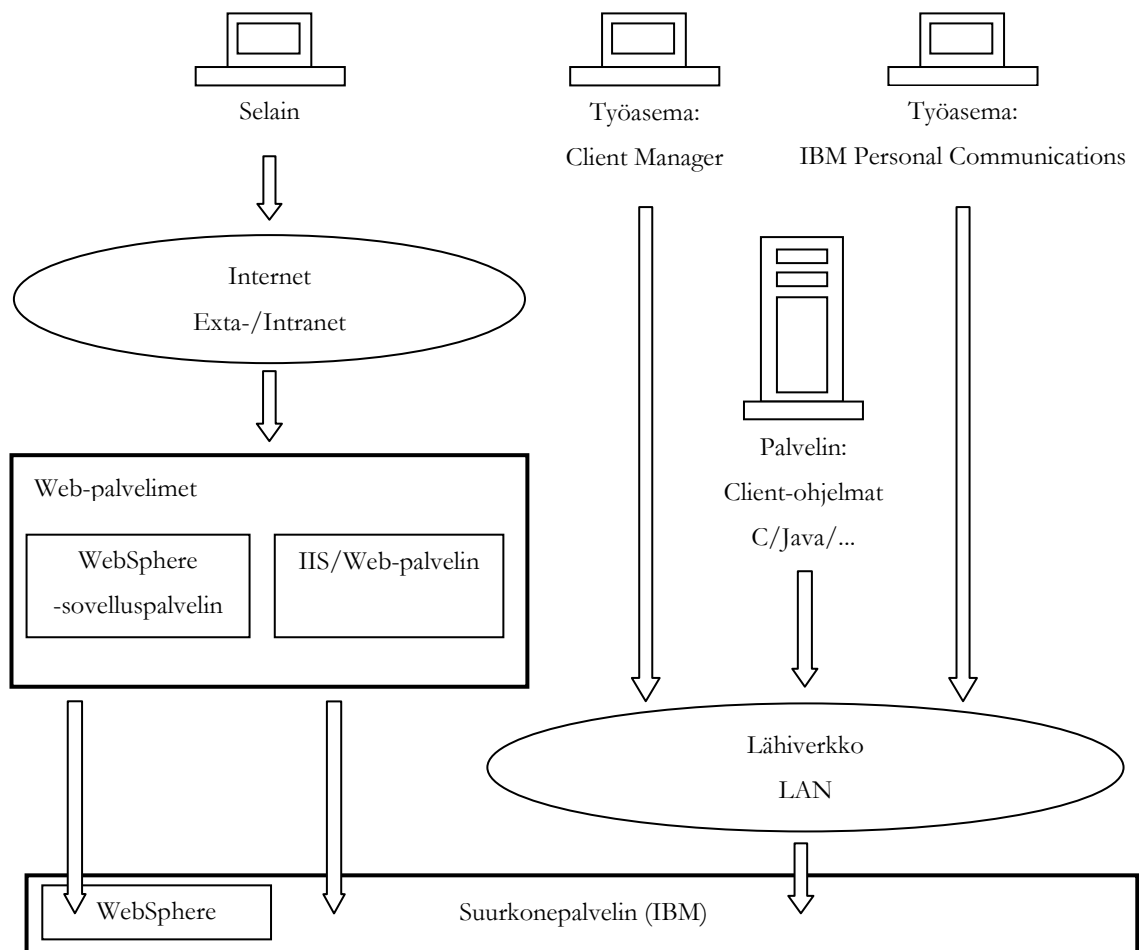 Selain
Työasema:
Client Manager
Työasema:
IBM Personal Communications
Internet
Exta-/Intranet
Palvelin:
Client-ohjelmat
C/Java/...
Web-palvelimet
WebSphere
-sovelluspalvelin
IIS/Web-palvelin
Lähiverkko
LAN
WebSphere
Suurkonepalvelin (IBM)